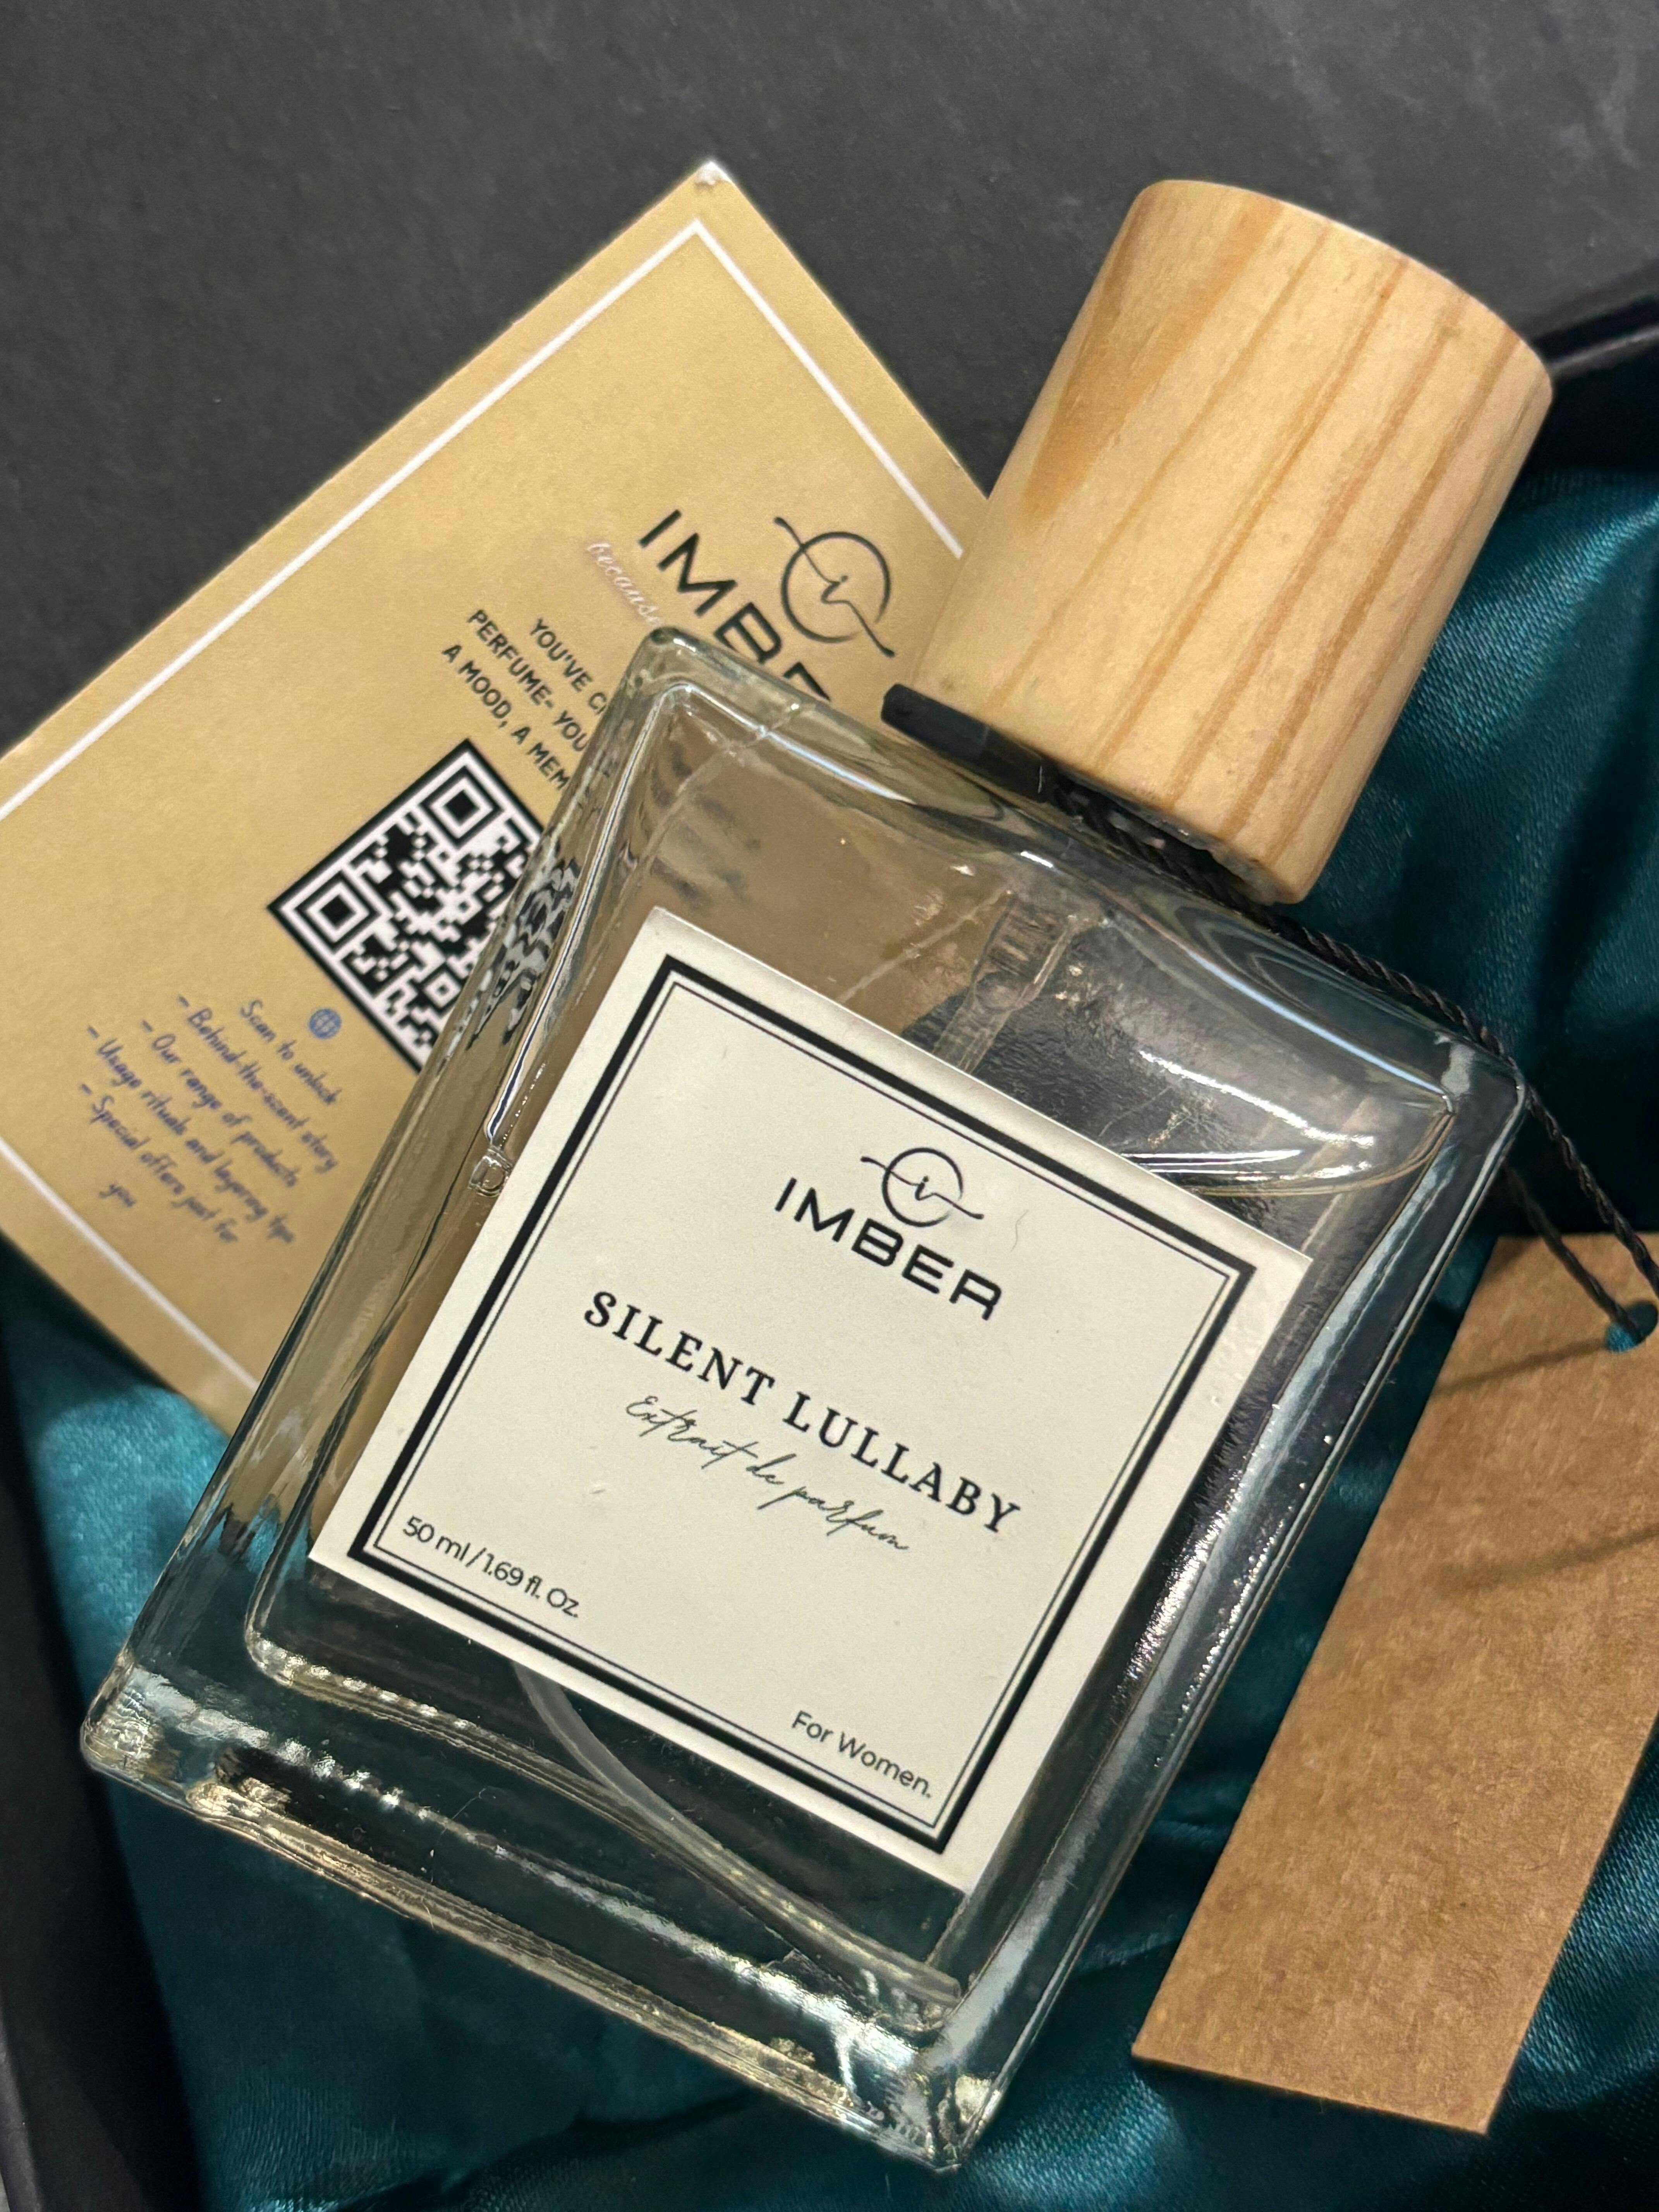 IMBER
because
YOU'VE
PERFUME- YOU
A MOOD, A MEM
Scan to unlock
- Behind-the-scent story
- Our range of products
- Usage rituals and layering tips
- Special offers just for
you
i
IMBER
SILENT LULLABY
Extrait de parfum
50 ml / 1.69 fl. Oz.
For Women.